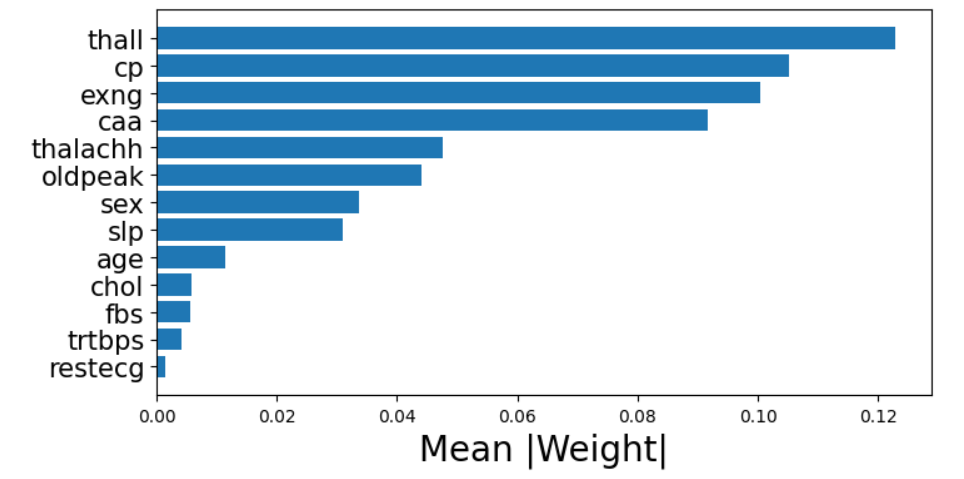 thall
cp
exng
caa
thalachh
oldpeak
sex
slp
age
chol
fbs
trtbps
restecg
0.00 0.02 0.04 0.06 0.08 0.10 0.12
Mean |Weight|